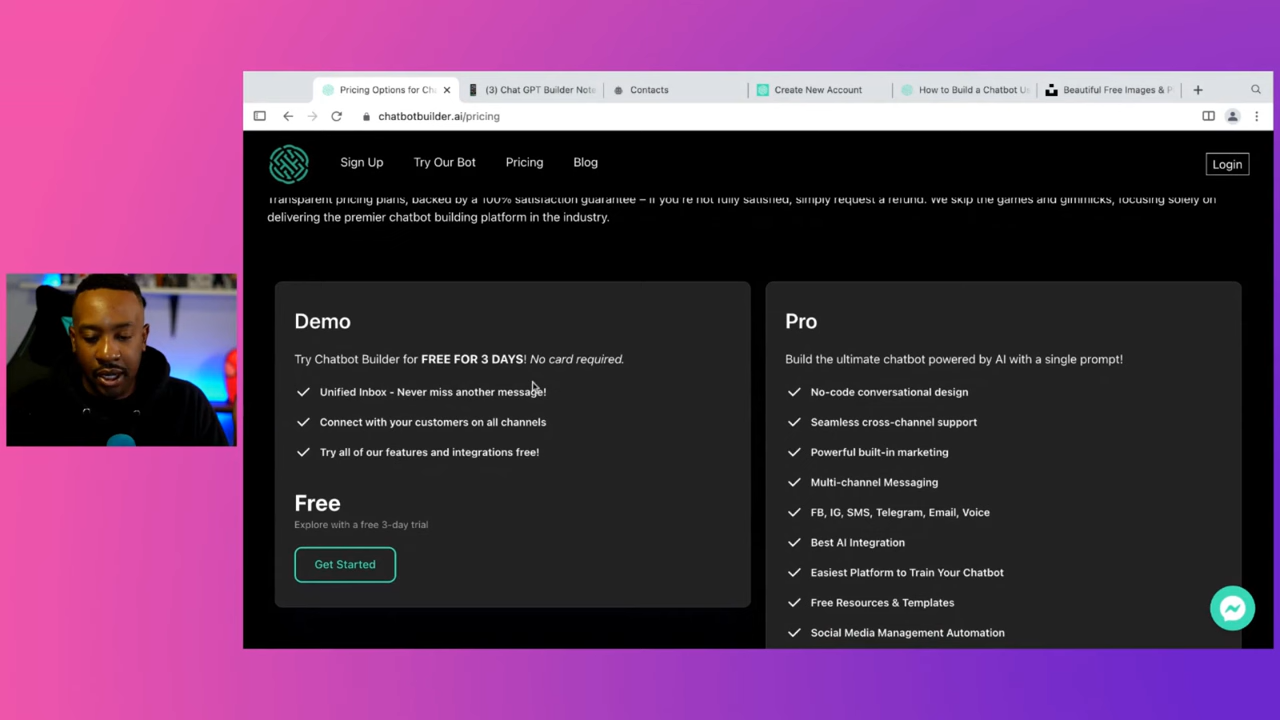 Pricing Options for Cha
(3) Chat GPT Builder Note
Contacts
Create New Account
How to Build a Chatbot Us
Beautiful Free Images & P
chatbotbuilder.ai/pricing
Sign Up
Try Our Bot
Pricing
Blog
Login
Transparent pricing plans, backed by a 100% satisfaction guarantee – if you're not fully satisfied, simply request a refund. We skip the games and gimmicks, focusing solely on
delivering the premier chatbot building platform in the industry.
Demo
Try Chatbot Builder for FREE FOR 3 DAYS! No card required.
Unified Inbox - Never miss another message!
Connect with your customers on all channels
Try all of our features and integrations free!
Free
Explore with a free 3-day trial
Get Started
Pro
Build the ultimate chatbot powered by AI with a single prompt!
No-code conversational design
Seamless cross-channel support
Powerful built-in marketing
Multi-channel Messaging
FB, IG, SMS, Telegram, Email, Voice
Best AI Integration
Easiest Platform to Train Your Chatbot
Free Resources & Templates
Social Media Management Automation